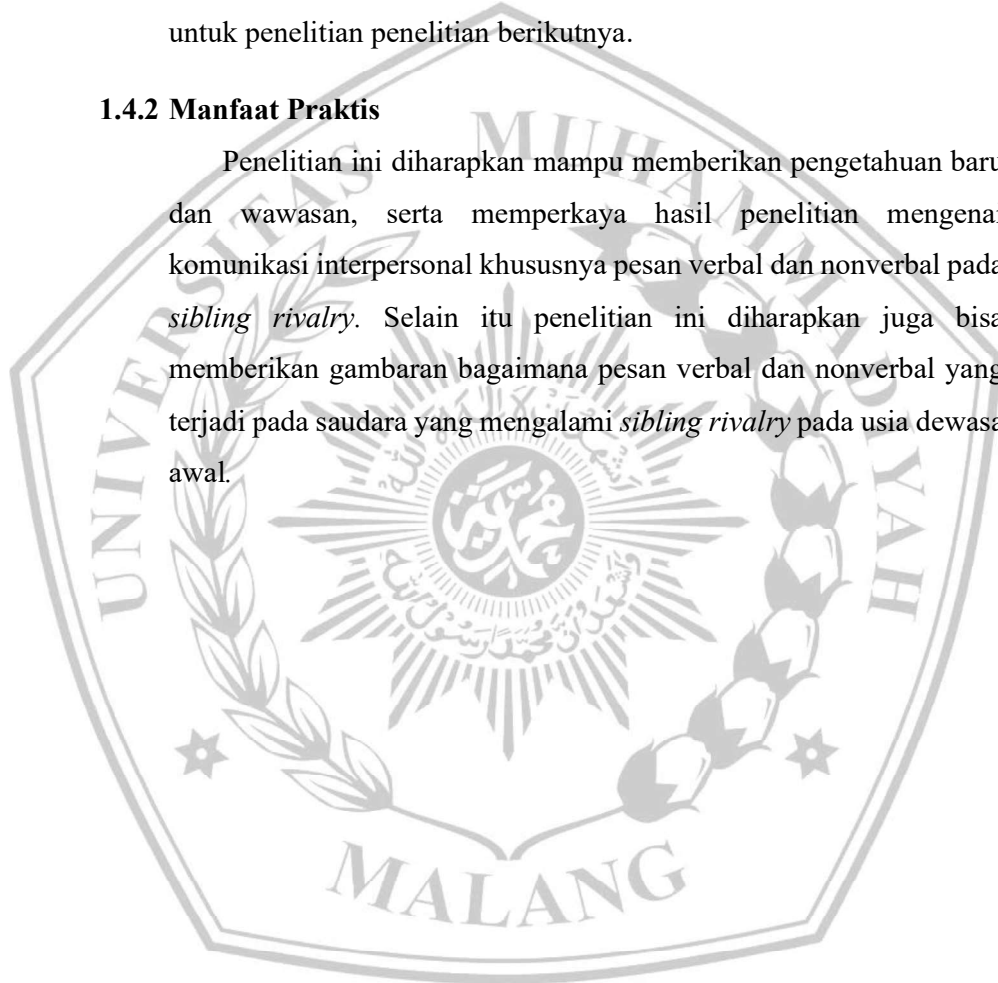 untuk penelitian penelitian berikutnya.
1.4.2 Manfaat Praktis
Penelitian ini diharapkan mampu memberikan pengetahuan baru
dan wawasan, serta memperkaya hasil penelitian mengenai
komunikasi interpersonal khususnya pesan verbal dan nonverbal pada
sibling rivalry. Selain itu penelitian ini diharapkan juga bisa
memberikan gambaran bagaimana pesan verbal dan nonverbal yang
terjadi pada saudara yang mengalami sibling rivalry pada usia dewasa
awal.
UNIVERSITAS MUHAMMADIYAH
MALANG